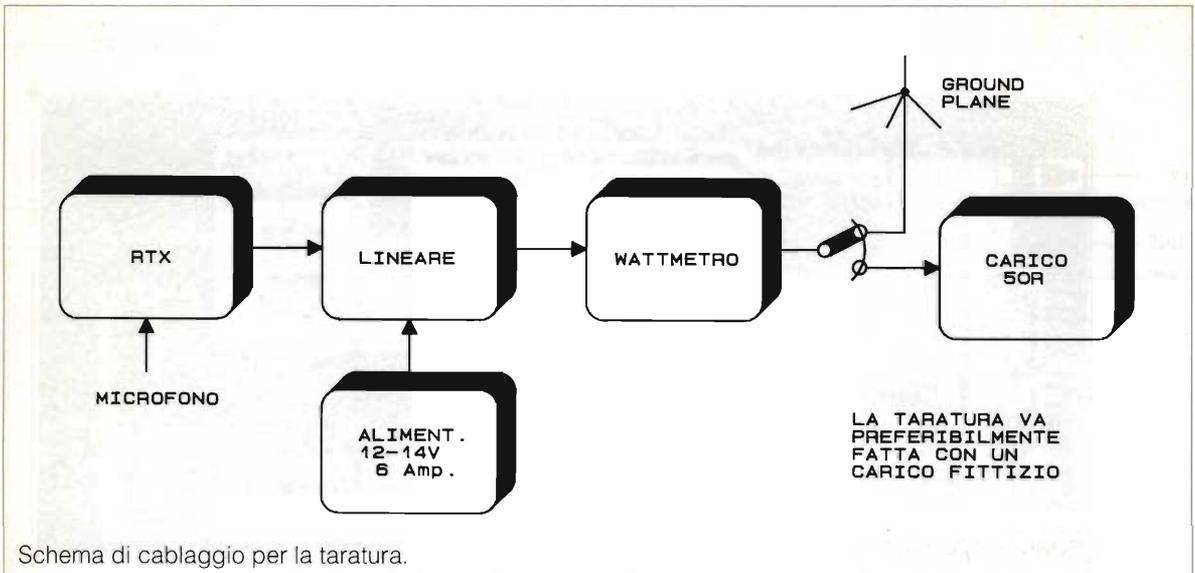 GROUND
PLANE
RTX
LINEARE
WATTMETRO
CARICO
50R
MICROFONO
ALIMENT.
12-14V
6 Amp.
LA TARATURA VA
PREFERIBILMENTE
FATTA CON UN
CARICO FITTIZIO
Schema di cablaggio per la taratura.